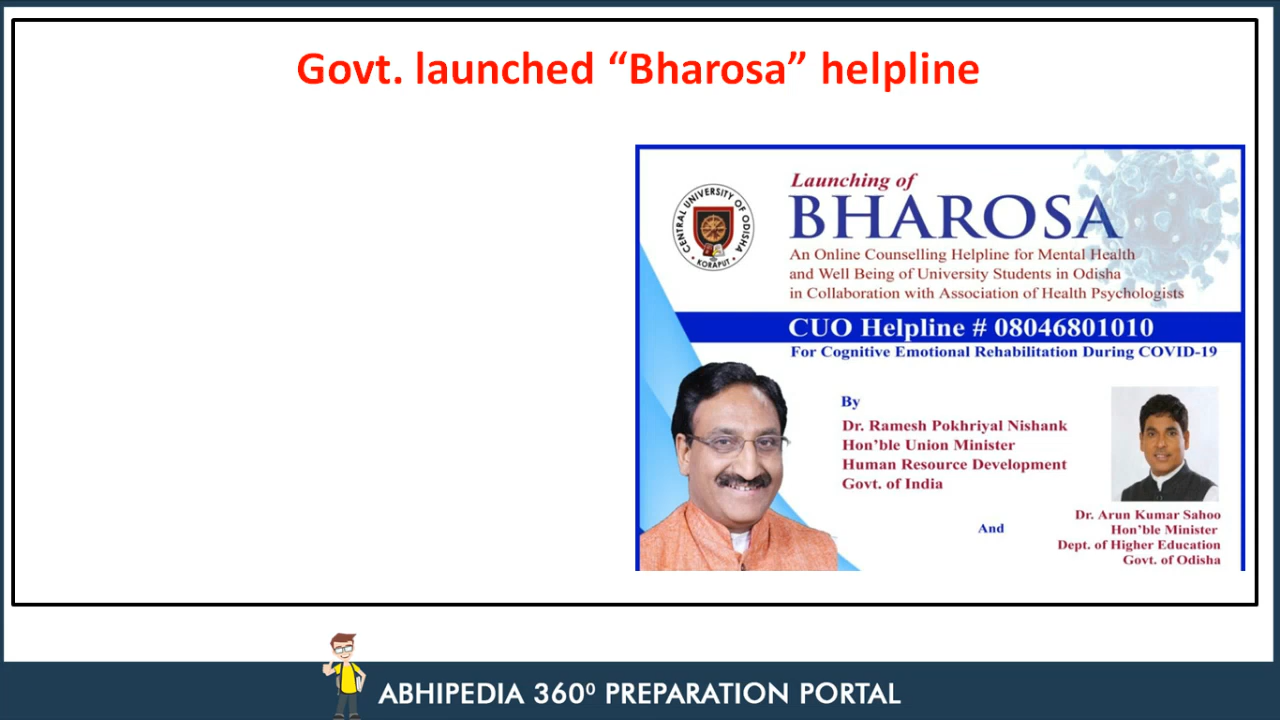 Govt. launched “Bharosa” helpline
CENTRAL UNIVERSITY OF ODISHA
KORAPUT
Launching of
BHAROSA
An Online Counselling Helpline for Mental Health
and Well Being of University Students in Odisha
in Collaboration with Association of Health Psychologists
CUO Helpline # 08046801010
For Cognitive Emotional Rehabilitation During COVID-19
By
Dr. Ramesh Pokhriyal Nishank
Hon’ble Union Minister
Human Resource Development
Govt. of India
And
Dr. Arun Kumar Sahoo
Hon’ble Minister
Dept. of Higher Education
Govt. of Odisha
ABHIPEDIA 360⁰ PREPARATION PORTAL